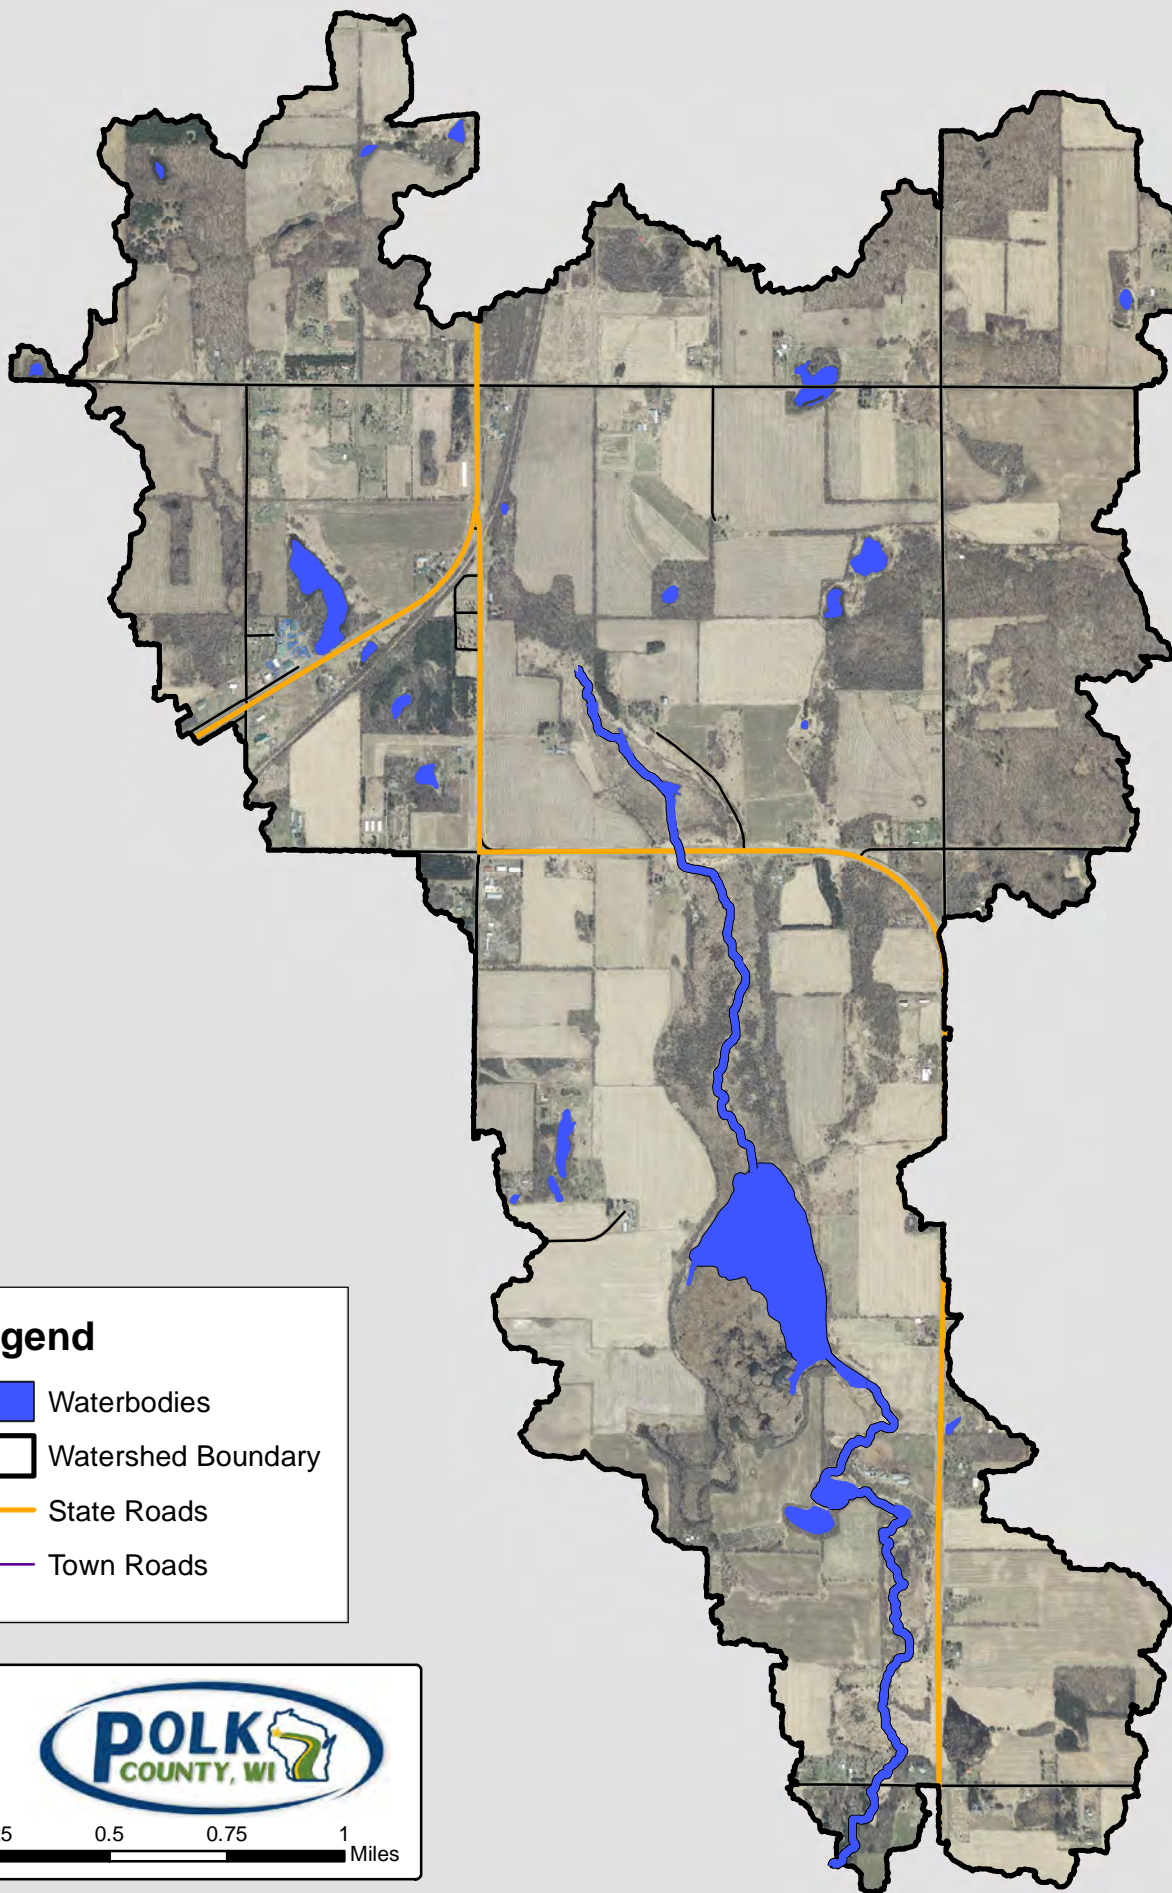 gend
Waterbodies
Watershed Boundary
State Roads
Town Roads
POLK
COUNTY, WI
5 0.5 0.75 1
Miles